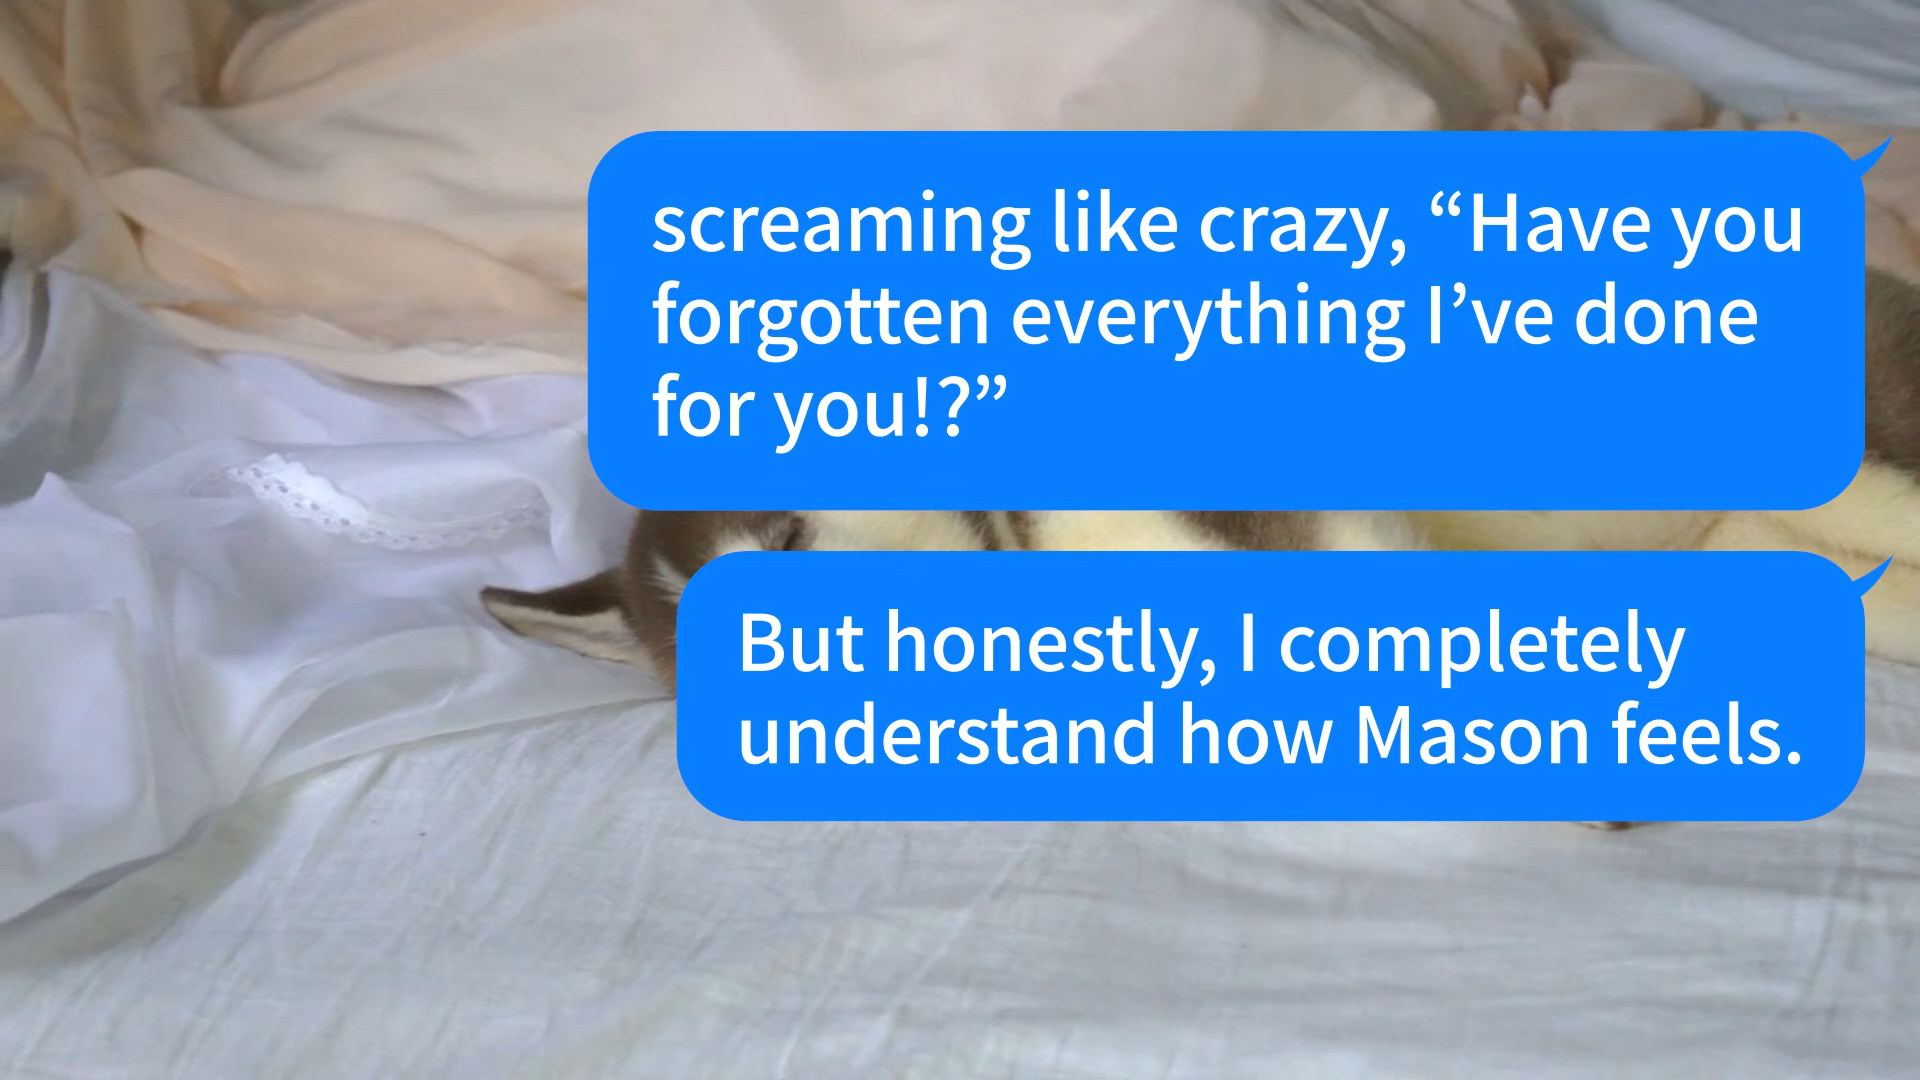 screaming like crazy, “Have you
forgotten everything I’ve done
for you!?”
But honestly, I completely
understand how Mason feels.